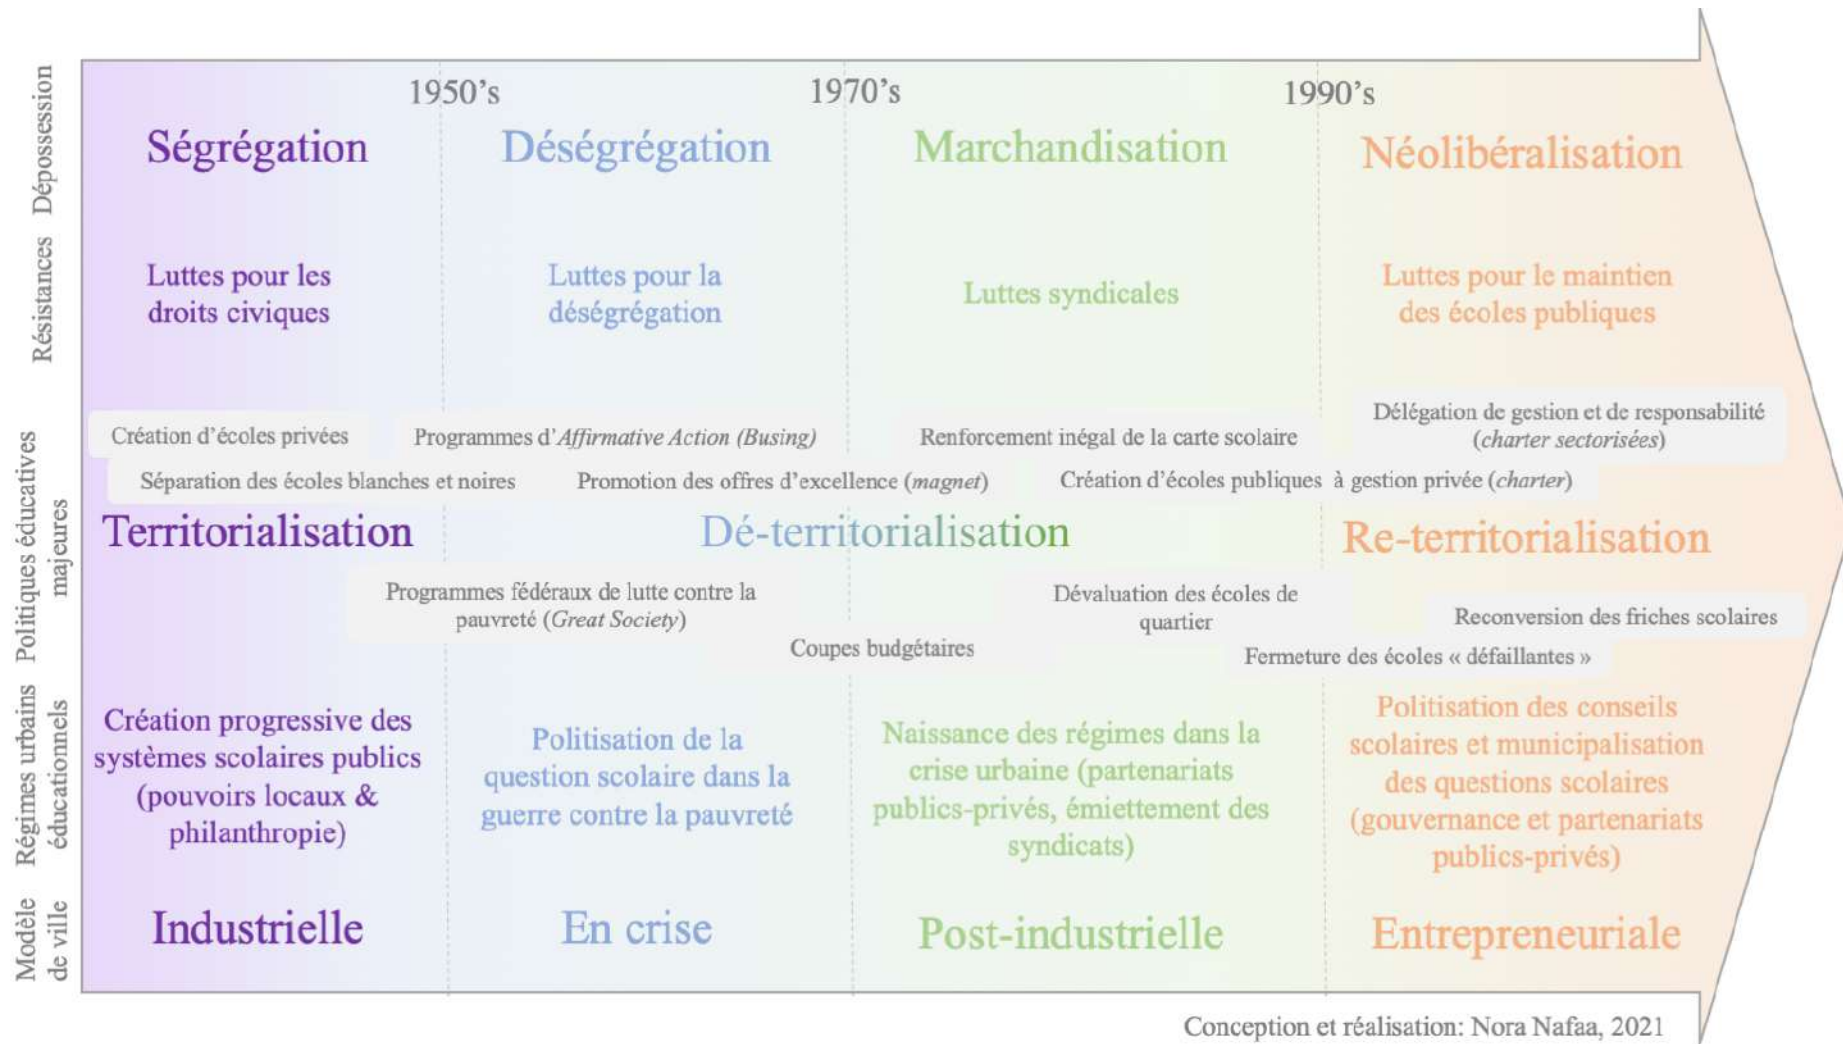 1950's
1970's
1990's
Dépossession
Ségrégation
Déségrégation
Marchandisation
Néolibéralisation
Résistances
Luttes pour les
droits civiques
Luttes pour la
déségrégation
Luttes syndicales
Luttes pour le maintien
des écoles publiques
Politiques éducatives
majeures
Création d'écoles privées
Programmes d'Affirmative Action (Busing)
Renforcement inégal de la carte scolaire
Délégation de gestion et de responsabilité
(charter sectorisées)
Séparation des écoles blanches et noires
Promotion des offres d'excellence (magnet)
Création d'écoles publiques à gestion privée (charter)
Territorialisation
Dé-territorialisation
Re-territorialisation
Programmes fédéraux de lutte contre la
pauvreté (Great Society)
Coupes budgétaires
Dévaluation des écoles de
quartier
Reconversion des friches scolaires
Fermeture des écoles « défaillantes »
Régimes urbains
éducationnels
Création progressive des
systèmes scolaires publics
(pouvoirs locaux &
philanthropie)
Politisation de la
question scolaire dans la
guerre contre la pauvreté
Naissance des régimes dans la
crise urbaine (partenariats
publics-privés, émiettement des
syndicats)
Politisation des conseils
scolaires et municipalisation
des questions scolaires
(gouvernance et partenariats
publics-privés)
Modèle
de ville
Industrielle
En crise
Post-industrielle
Entrepreneuriale
Conception et réalisation: Nora Nafaa, 2021